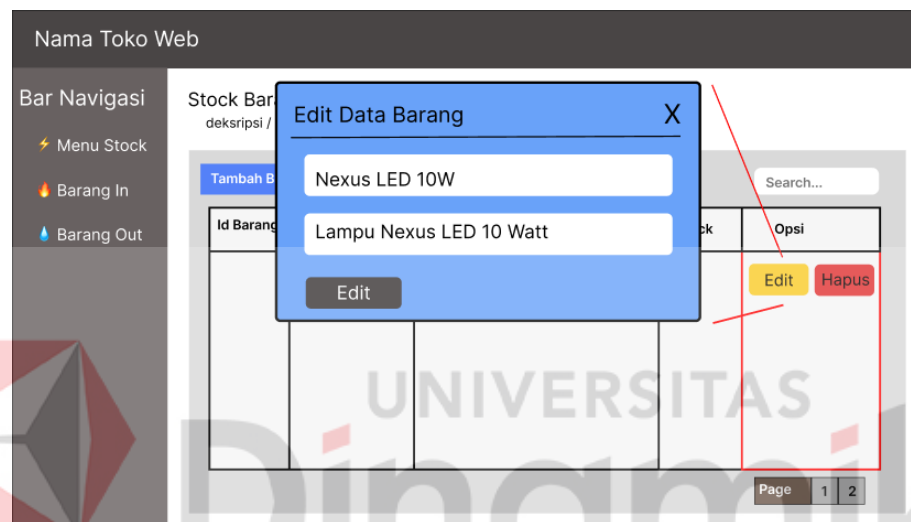 Nama Toko Web
Bar Navigasi
⚡ Menu Stock
🔥 Barang In
💧 Barang Out
Stock Bar
deksripsi /
Edit Data Barang X
Nexus LED 10W
Lampu Nexus LED 10 Watt
Edit
Tambah B
Search...
Id Barang
ck
Opsi
Edit Hapus
UNIVERSITAS
Page 1 2